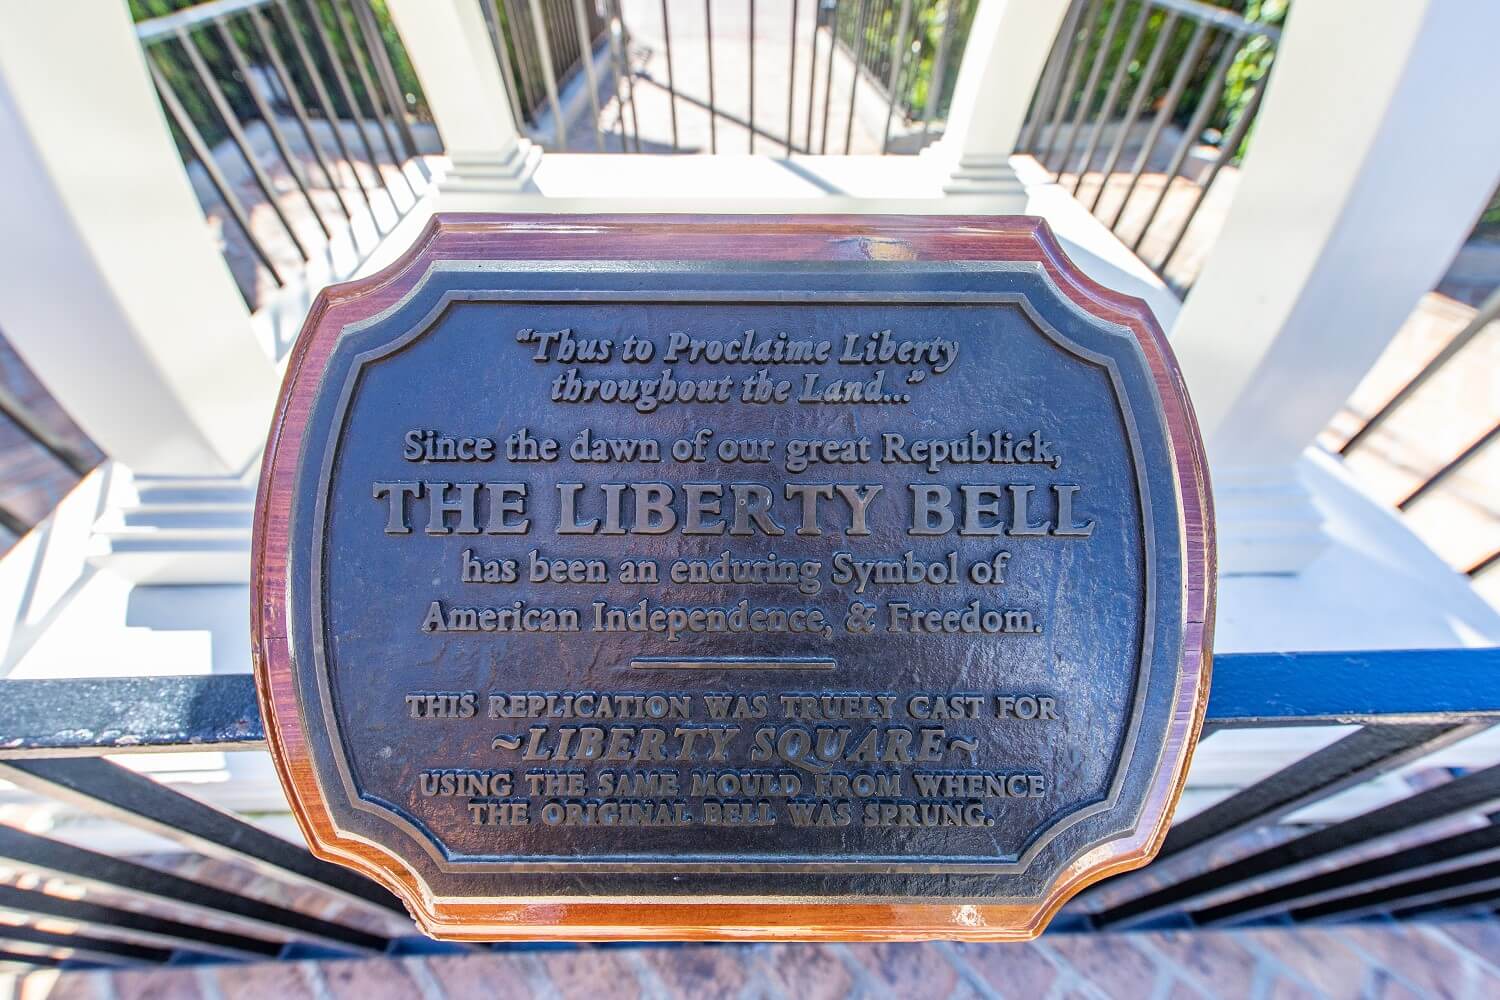 “Thus to Proclaime Liberty
throughout the Land...”
Since the dawn of our great Republick,
THE LIBERTY BELL
has been an enduring Symbol of
American Independence, & Freedom.
THIS REPLICATION WAS TRUELY CAST FOR
~LIBERTY SQUARE~
USING THE SAME MOULD FROM WHENCE
THE ORIGINAL BELL WAS SPRUNG.